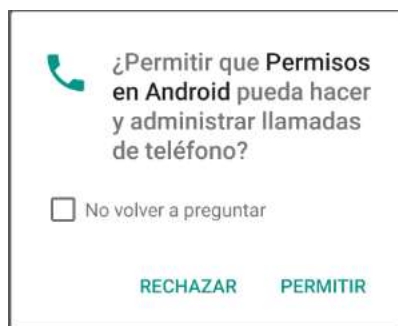 ¿Permitir que Permisos
en Android pueda hacer
y administrar llamadas
de teléfono?
No volver a preguntar
RECHAZAR PERMITIR